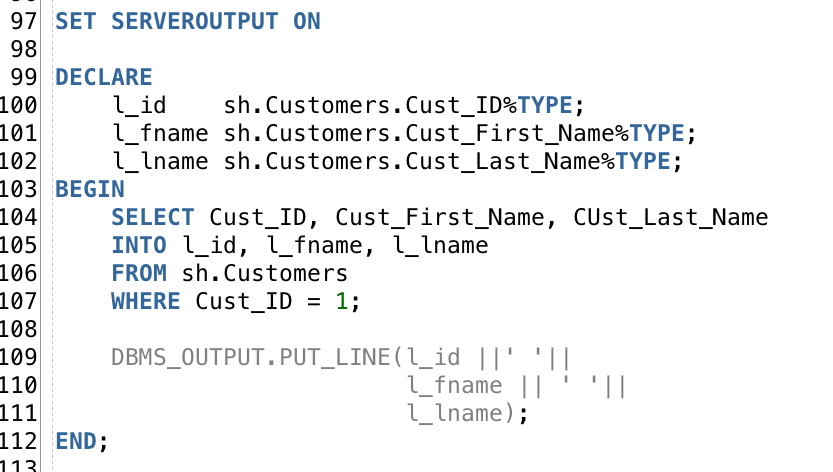 97 SET SERVEROUTPUT ON
98
99 DECLARE
100 l_id    sh.Customers.Cust_ID%TYPE;
101 l_fname sh.Customers.Cust_First_Name%TYPE;
102 l_lname sh.Customers.Cust_Last_Name%TYPE;
103 BEGIN
104 SELECT Cust_ID, Cust_First_Name, CUst_Last_Name
105 INTO l_id, l_fname, l_lname
106 FROM sh.Customers
107 WHERE Cust_ID = 1;
108
109 DBMS_OUTPUT.PUT_LINE(l_id ||' '||
110 l_fname || ' '||
111 l_lname);
112 END;
113